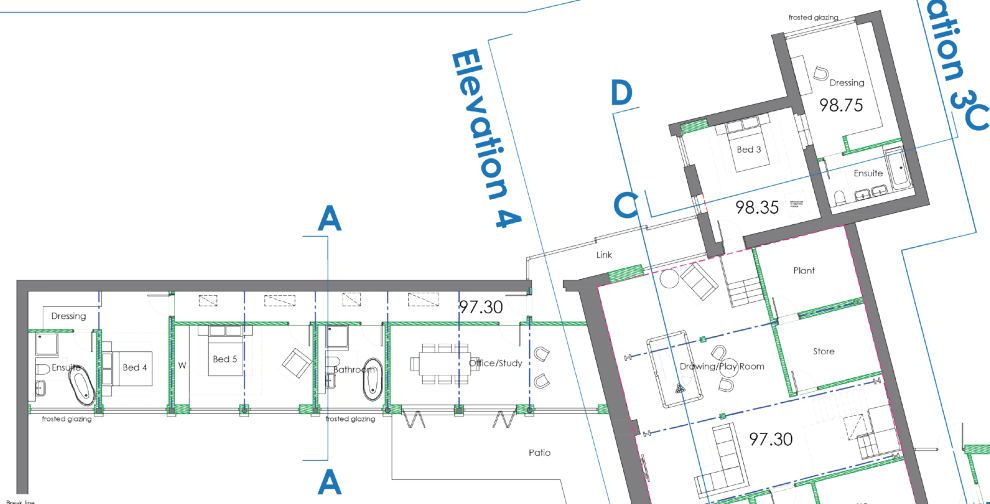 frosted glazing
ation 3C
Dressing
98.75
Elevation 4
D
Bed 3
Ensuite
98.35
C
A
Link
Plant
97.30
Dressing
Store
Bed 5
Office/Study
Ensuite
Bed 4
W
Bathroom
Drawing/Play Room
frosted glazing
frosted glazing
97.30
Patio
A
Break line